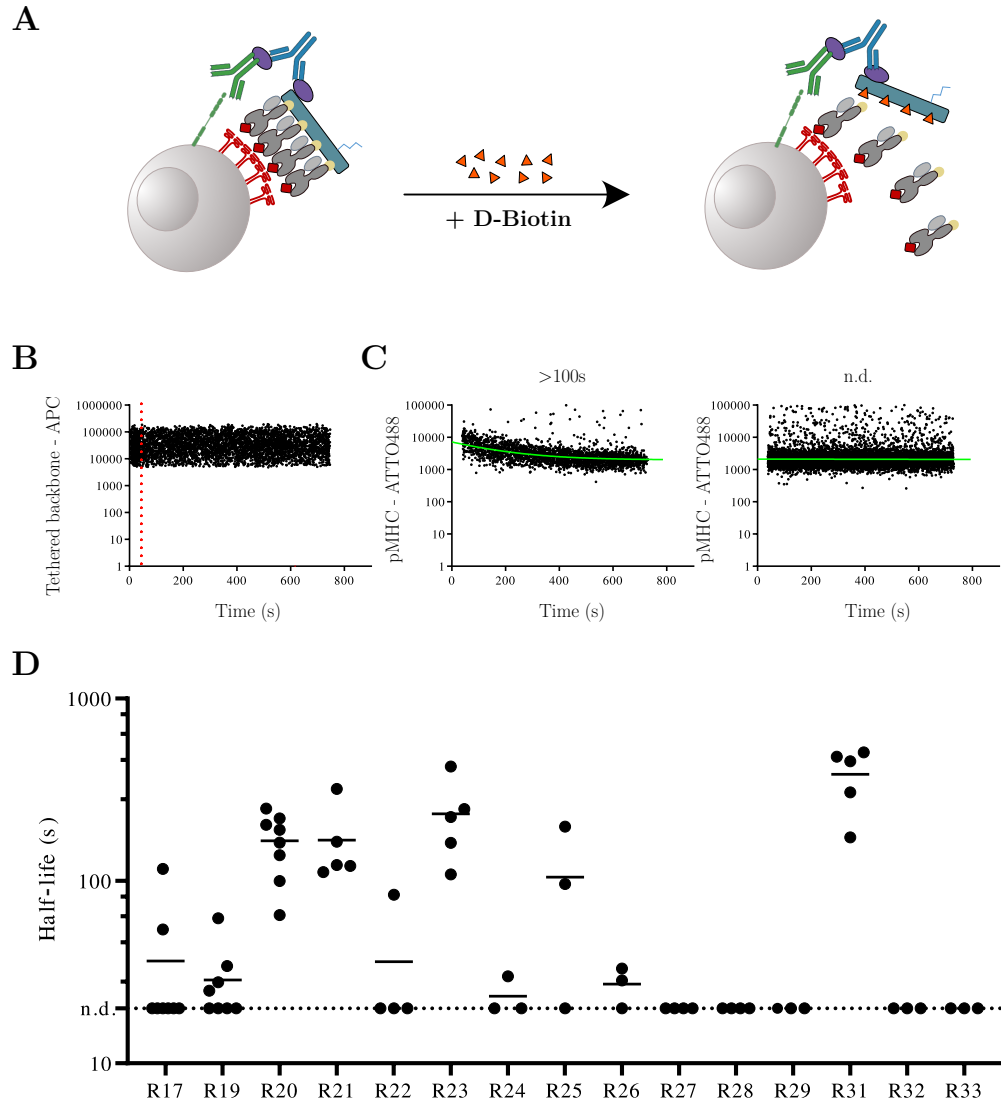 A
+ D-Biotin
B
Tethered backbone - APC
1000000
100000
10000
1000
100
10
1
0
200
400
600
800
Time (s)
C
>100s
pMHC - ATTO488
100000
10000
1000
100
10
1
0
200
400
600
800
Time (s)
n.d.
pMHC - ATTO488
100000
10000
1000
100
10
1
0
200
400
600
800
Time (s)
D
Half-life (s)
1000
100
n.d.
10
R17 R19 R20 R21 R22 R23 R24 R25 R26 R27 R28 R29 R31 R32 R33